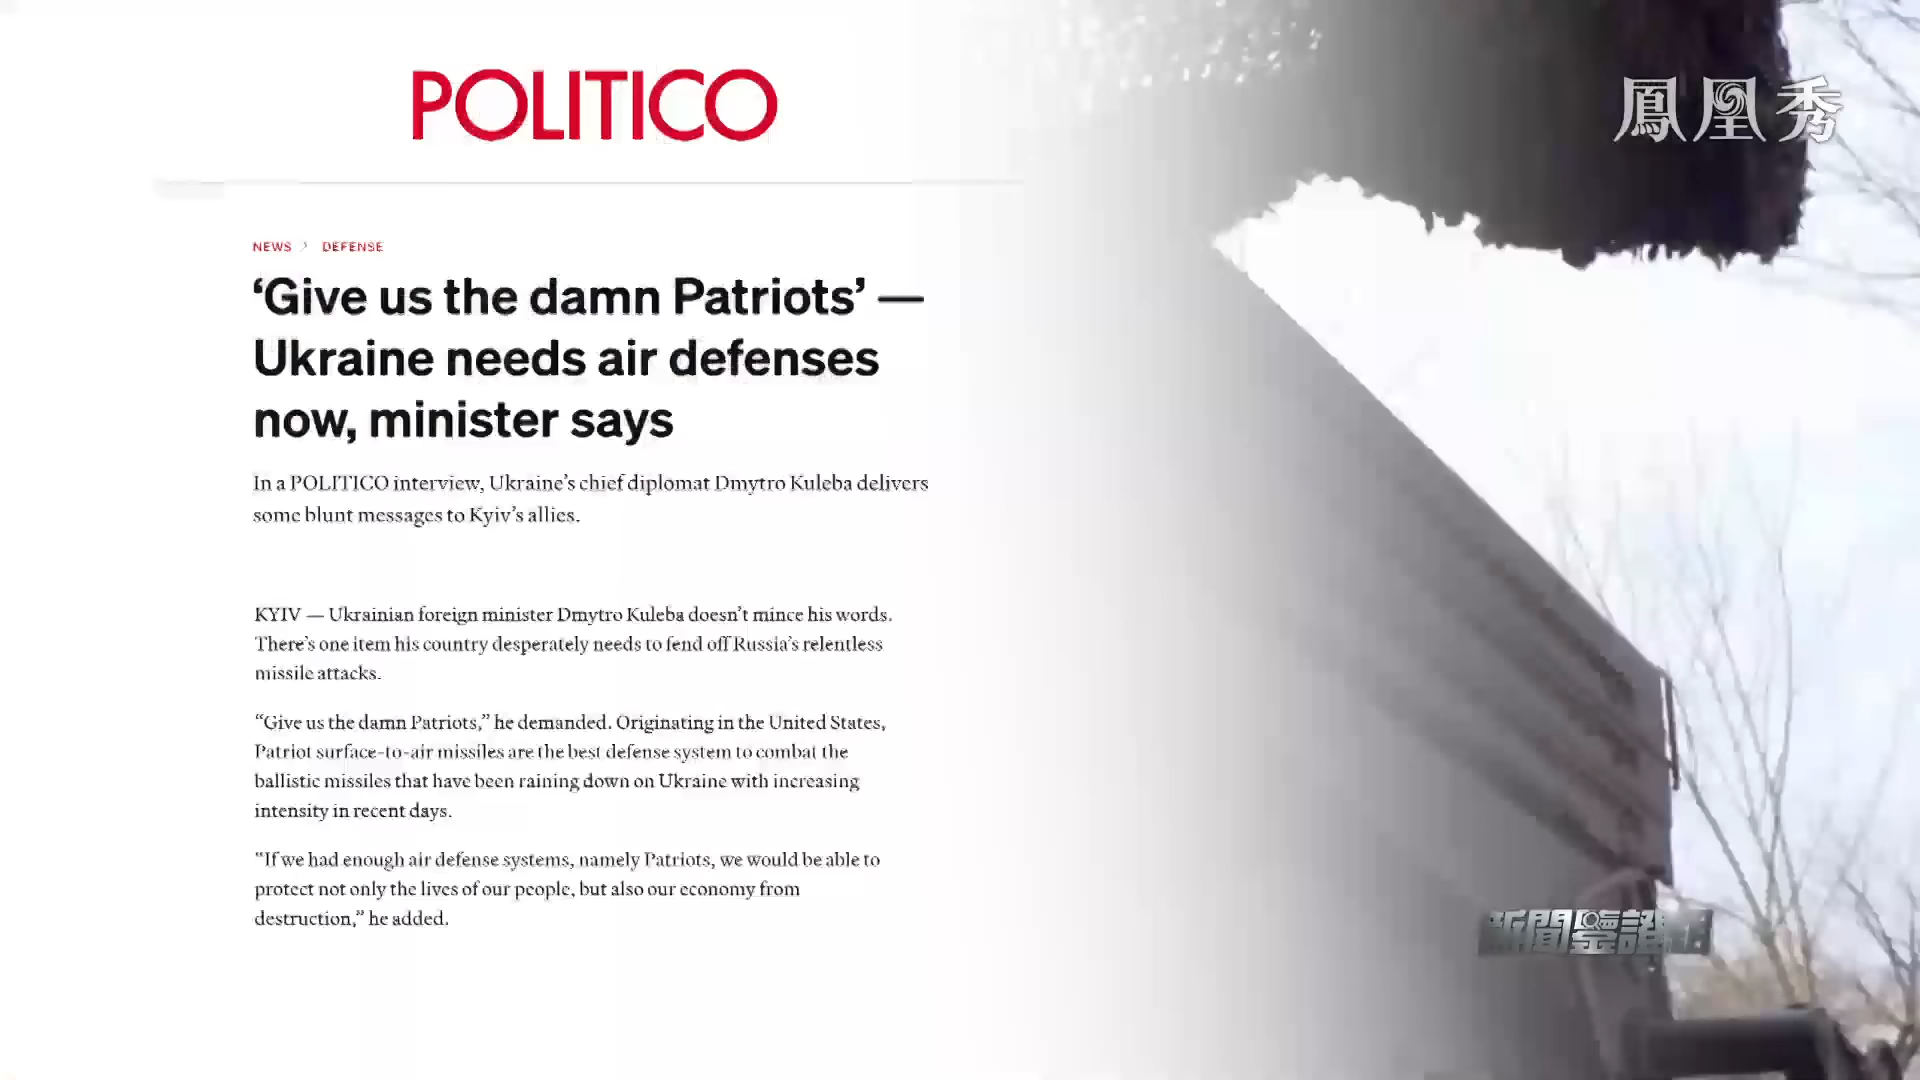 POLITICO
鳳凰秀
NEWS > DEFENSE
‘Give us the damn Patriots’ —
Ukraine needs air defenses
now, minister says
In a POLITICO interview, Ukraine’s chief diplomat Dmytro Kuleba delivers
some blunt messages to Kyiv’s allies.
KYIV — Ukrainian foreign minister Dmytro Kuleba doesn’t mince his words.
There’s one item his country desperately needs to fend off Russia’s relentless
missile attacks.
“Give us the damn Patriots,” he demanded. Originating in the United States,
Patriot surface-to-air missiles are the best defense system to combat the
ballistic missiles that have been raining down on Ukraine with increasing
intensity in recent days.
“If we had enough air defense systems, namely Patriots, we would be able to
protect not only the lives of our people, but also our economy from
destruction,” he added.
新聞鑒證